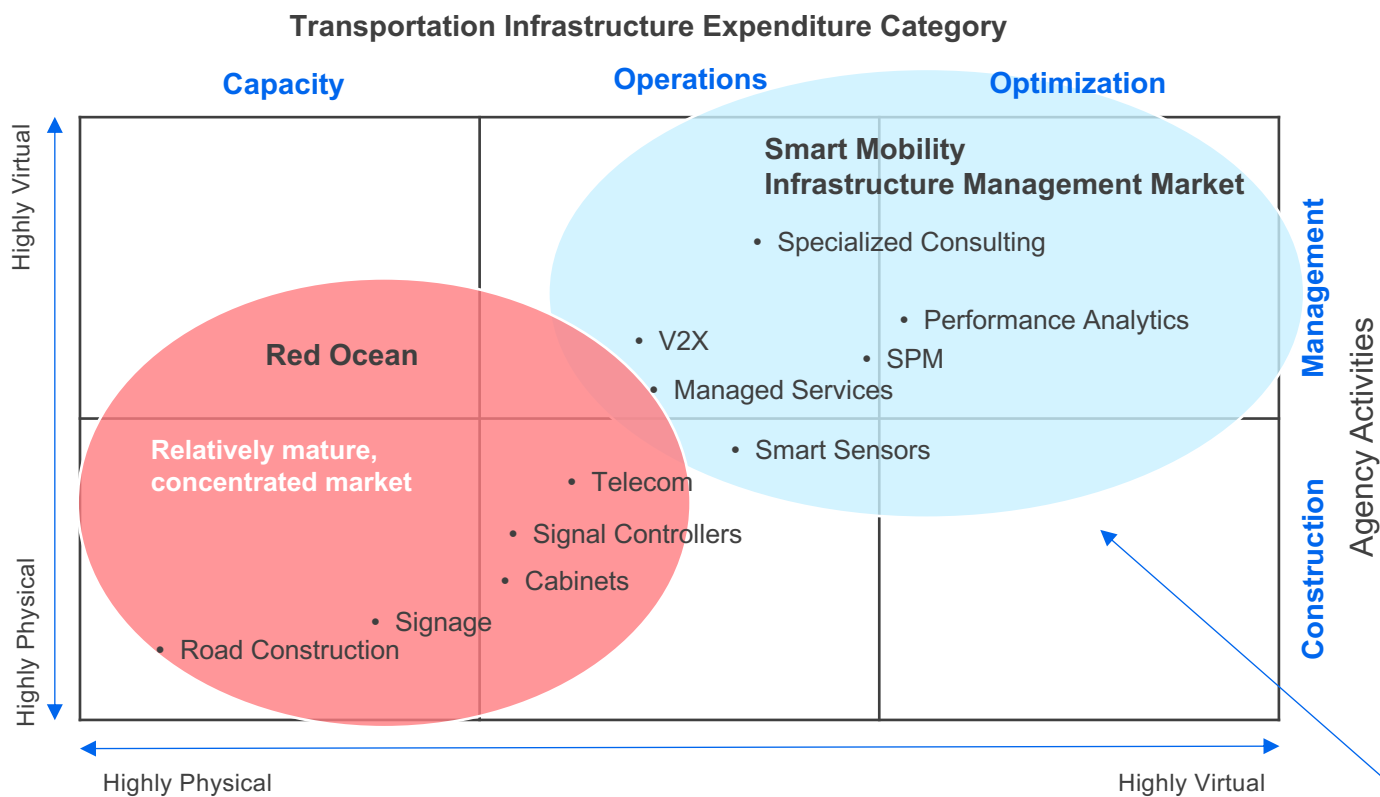 Transportation Infrastructure Expenditure Category
Capacity
Operations
Optimization
Highly Virtual
Smart Mobility
Infrastructure Management Market
• Specialized Consulting
• Performance Analytics
• V2X
• SPM
• Managed Services
Management
Red Ocean
Relatively mature,
concentrated market
• Smart Sensors
• Telecom
• Signal Controllers
• Cabinets
• Signage
• Road Construction
Construction
Agency Activities
Highly Physical
Highly Physical
Highly Virtual